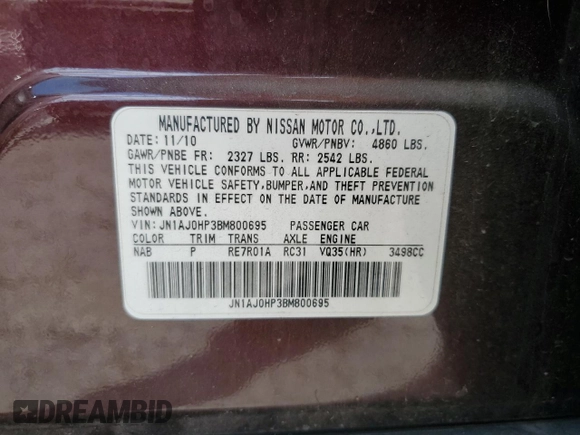 MANUFACTURED BY NISSAN MOTOR CO.,LTD.
DATE: 11/10 GVWR/PNBV: 4860 LBS.
GAWR/PNBE FR: 2327 LBS. RR: 2542 LBS.
THIS VEHICLE CONFORMS TO ALL APPLICABLE FEDERAL
MOTOR VEHICLE SAFETY,BUMPER,AND THEFT PREVENTION
STANDARDS IN EFFECT ON THE DATE OF MANUFACTURE
SHOWN ABOVE.
VIN: JN1AJ0HP3BM800695 PASSENGER CAR
COLOR TRIM TRANS AXLE ENGINE
NAB P RE7R01A RC31 VQ35(HR) 3498CC
JN1AJ0HP3BM800695
DREAMBID